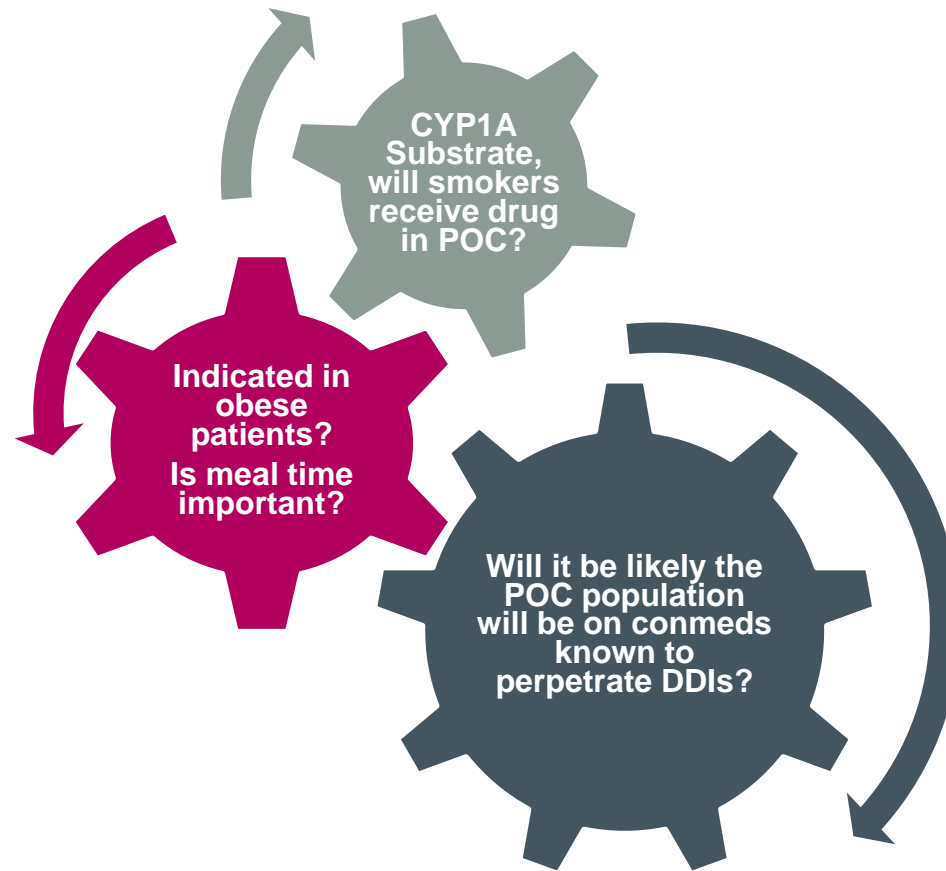 CYP1A
Substrate,
will smokers
receive drug
in POC?
Indicated in
obese
patients?
Is meal time
important?
Will it be likely the
POC population
will be on conmeds
known to
perpetrate DDIs?